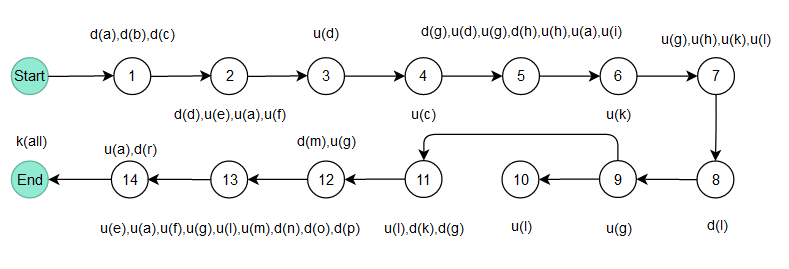 d(a),d(b),d(c)
u(d)
d(g),u(d),u(g),d(h),u(h),u(a),u(i)
u(g),u(h),u(k),u(l)
Start
1
2
3
4
5
6
7
d(d),u(e),u(a),u(f)
u(c)
u(k)
k(all)
u(a),d(r)
d(m),u(g)
End
14
13
12
11
10
9
8
u(e),u(a),u(f),u(g),u(l),u(m),d(n),d(o),d(p)
u(l),d(k),d(g)
u(l)
u(g)
d(l)